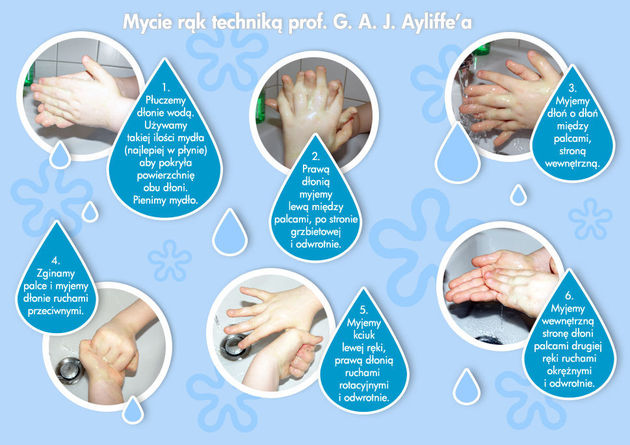 Mycie rąk techniką prof. G. A. J. Ayliffe’a
1.
Płuczemy
dłonie wodą.
Używamy
takiej ilości mydła
(najlepiej w płynie)
aby pokryła
powierzchnię
obu dłoni.
Pienimy mydło.
2.
Prawą
dłonią
myjemy
lewą między
palcami, po stronie
grzbietowej
i odwrotnie.
3.
Myjemy
dłoń o dłoń
między
palcami,
stroną
wewnętrzną.
4.
Zginamy
palce i myjemy
dłonie ruchami
przeciwnymi.
5.
Myjemy
kciuk
lewej ręki,
prawą dłonią
ruchami
rotacyjnymi
i odwrotnie.
6.
Myjemy
wewnętrzną
stronę dłoni
palcami drugiej
ręki ruchami
okrężnymi
i odwrotnie.